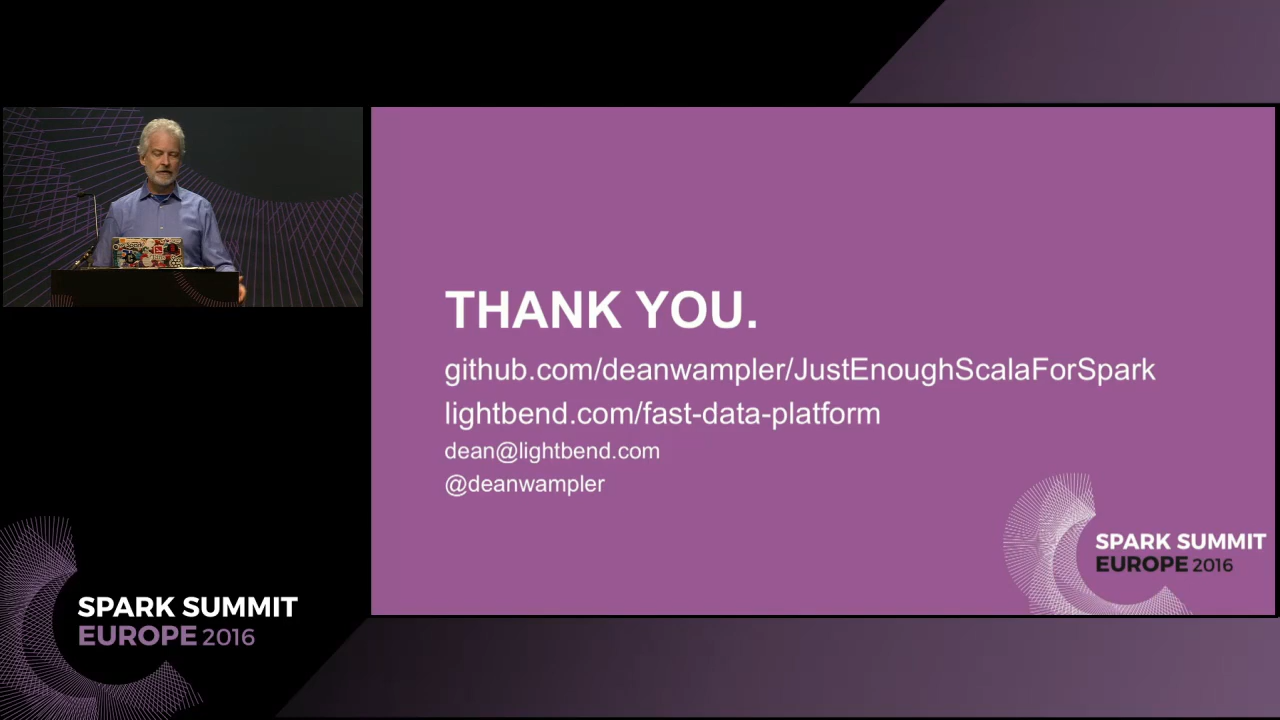 THANK YOU.
github.com/deanwampler/JustEnoughScalaForSpark
lightbend.com/fast-data-platform
dean@lightbend.com
@deanwampler
SPARK SUMMIT
EUROPE 2016
SPARK SUMMIT
EUROPE 2016